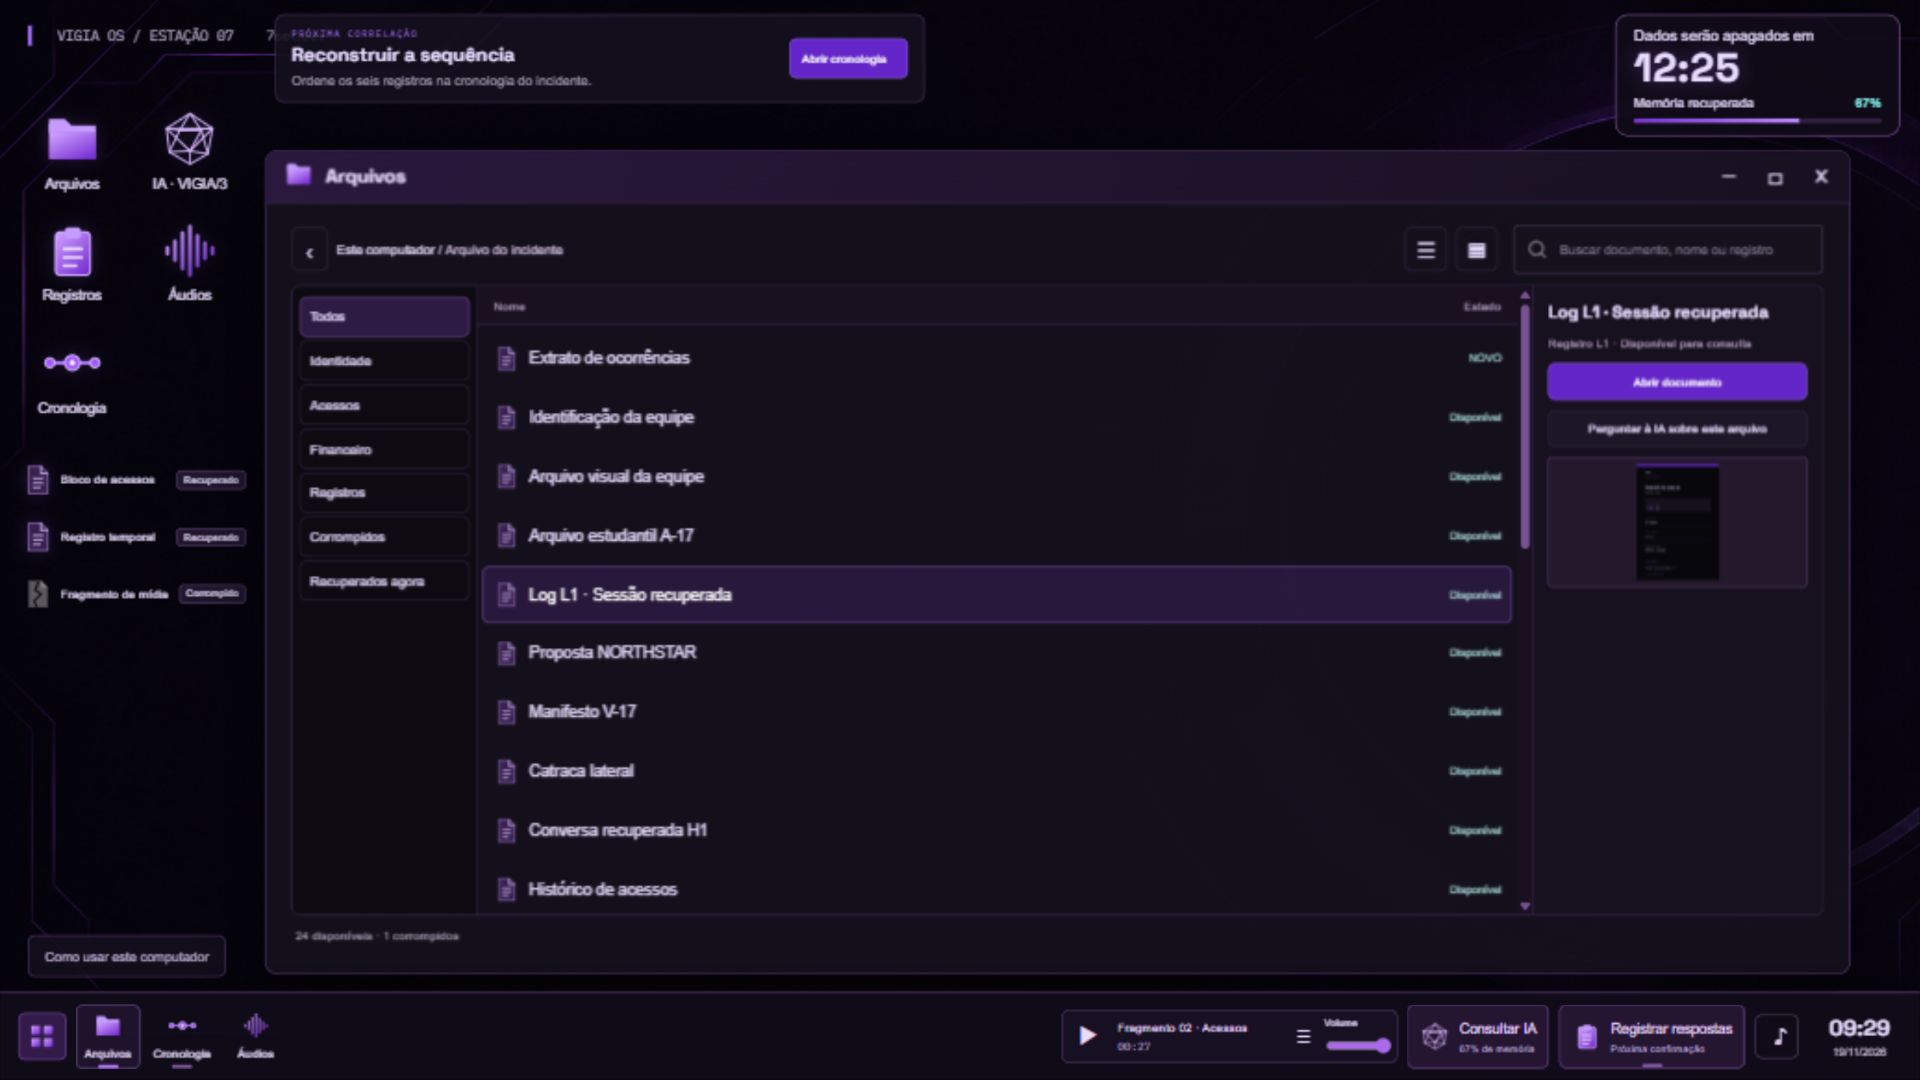 VIGIA OS / ESTAÇÃO 07
PRÓXIMA CORRELAÇÃO
Reconstruir a sequência
Ordene os seis registros na cronologia do incidente.
Abrir cronologia
Dados serão apagados em
12:25
Memória recuperada 67%
Arquivos
IA · VIGIA/3
Registros
Áudios
Cronologia
Bloco de acessos Recuperado
Registro temporal Recuperado
Fragmento de mídia Corrompido
Como usar este computador
Arquivos
Este computador / Arquivo do incidente
Buscar documento, nome ou registro
Todos
Identidade
Acessos
Financeiro
Registros
Corrompidos
Recuperados agora
Nome Estado
Extrato de ocorrências NOVO
Identificação da equipe Disponível
Arquivo visual da equipe Disponível
Arquivo estudantil A-17 Disponível
Log L1 · Sessão recuperada Disponível
Proposta NORTHSTAR Disponível
Manifesto V-17 Disponível
Catraca lateral Disponível
Conversa recuperada H1 Disponível
Histórico de acessos Disponível
Log L1 · Sessão recuperada
Registro L1 · Disponível para consulta
Abrir documento
Perguntar à IA sobre este arquivo
24 disponíveis · 1 corrompidos
Arquivos
Cronologia
Áudios
Fragmento 02 · Acessos
00:27
Volume
Consultar IA
67% de memória
Registrar respostas
Próxima confirmação
09:29
19/11/2026